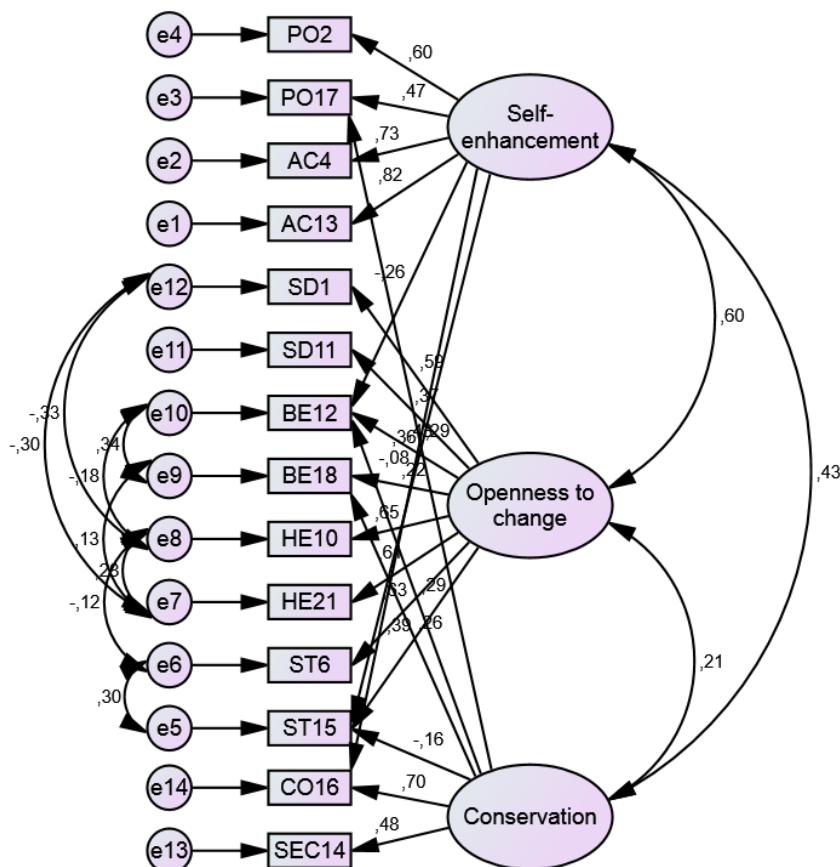 e4
PO2
,60
e3
PO17
,47
Self-
enhancement
e2
AC4
,73
,82
e1
AC13
-,26
e12
SD1
,60
,59
e11
SD11
,37
-,33
e10
BE12
,36
,29
-,30
,34
-,08
,22
,43
-,18
e9
BE18
Openness to
change
,65
e8
HE10
,13
,23
,63
,29
-,12
e7
HE21
,39
,26
e6
ST6
,21
,30
e5
ST15
-,16
e14
CO16
,70
Conservation
,48
e13
SEC14